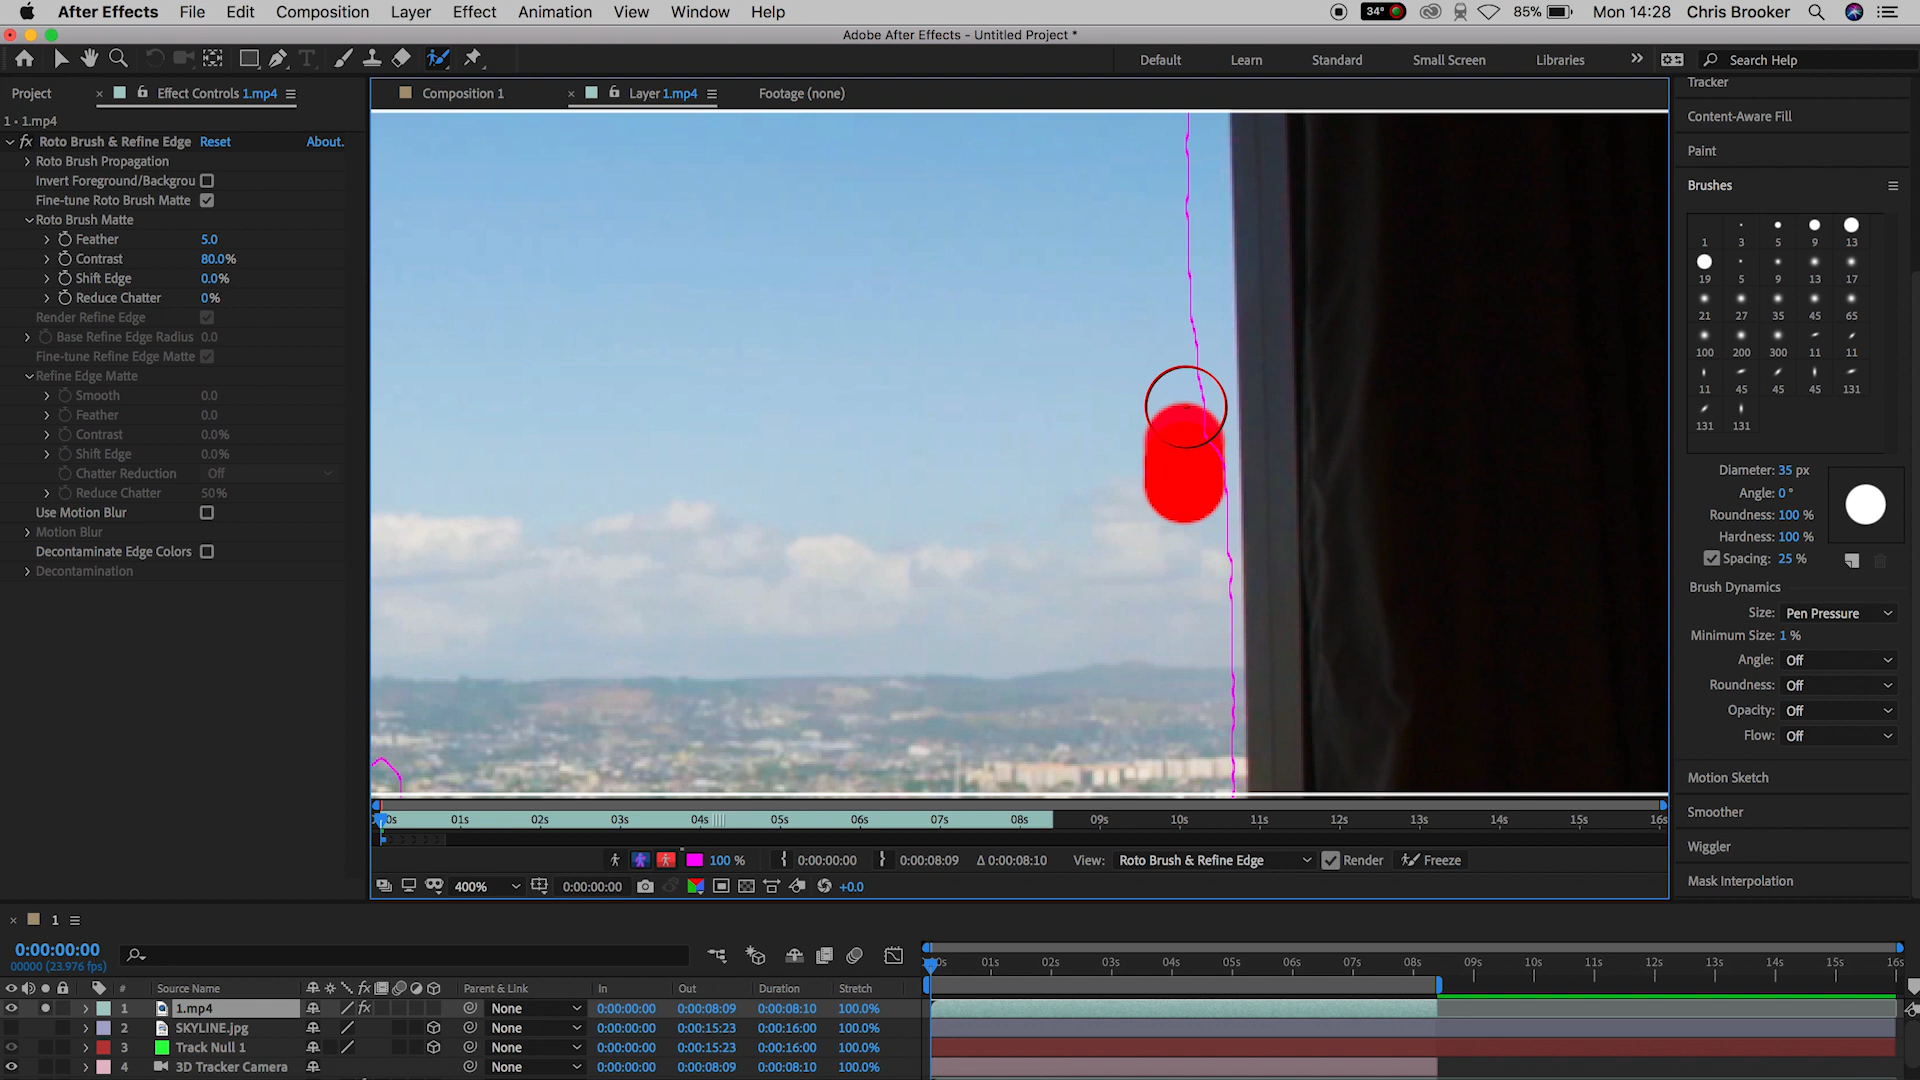 After Effects File Edit Composition Layer Effect Animation View Window Help 34° 85% Mon 14:28 Chris Brooker
Adobe After Effects - Untitled Project *
Default Learn Standard Small Screen Libraries Search Help
Project Effect Controls 1.mp4 Composition 1 Layer 1.mp4 Footage (none)
1 • 1.mp4
fx Roto Brush & Refine Edge Reset About.
Roto Brush Propagation
Invert Foreground/Backgrou
Fine-tune Roto Brush Matte
Roto Brush Matte
Feather 5.0
Contrast 80.0%
Shift Edge 0.0%
Reduce Chatter 0%
Render Refine Edge
Base Refine Edge Radius 0.0
Fine-tune Refine Edge Matte
Refine Edge Matte
Smooth 0.0
Feather 0.0
Contrast 0.0%
Shift Edge 0.0%
Chatter Reduction Off
Reduce Chatter 50%
Use Motion Blur
Motion Blur
Decontaminate Edge Colors
Decontamination
Tracker
Content-Aware Fill
Paint
Brushes
1 3 5 9 13
19 5 9 13 17
21 27 35 45 65
100 200 300 11 11
11 45 45 45 131
131 131
Diameter: 35 px
Angle: 0°
Roundness: 100 %
Hardness: 100 %
Spacing: 25 %
Brush Dynamics
Size: Pen Pressure
Minimum Size: 1 %
Angle: Off
Roundness: Off
Opacity: Off
Flow: Off
Motion Sketch
Smoother
Wiggler
Mask Interpolation
0s 01s 02s 03s 04s 05s 06s 07s 08s 09s 10s 11s 12s 13s 14s 15s 16s
100 % 0:00:00:00 0:00:08:09 Δ 0:00:08:10 View: Roto Brush & Refine Edge Render Freeze
400% 0:00:00:00 +0.0
1
0:00:00:00
00000 (23.976 fps)
0s 01s 02s 03s 04s 05s 06s 07s 08s 09s 10s 11s 12s 13s 14s 15s 16s
# Source Name fx Parent & Link In Out Duration Stretch
1 1.mp4 fx None 0:00:00:00 0:00:08:09 0:00:08:10 100.0%
2 SKYLINE.jpg None 0:00:00:00 0:00:15:23 0:00:16:00 100.0%
3 Track Null 1 None 0:00:00:00 0:00:15:23 0:00:16:00 100.0%
4 3D Tracker Camera None 0:00:00:00 0:00:08:09 0:00:08:10 100.0%